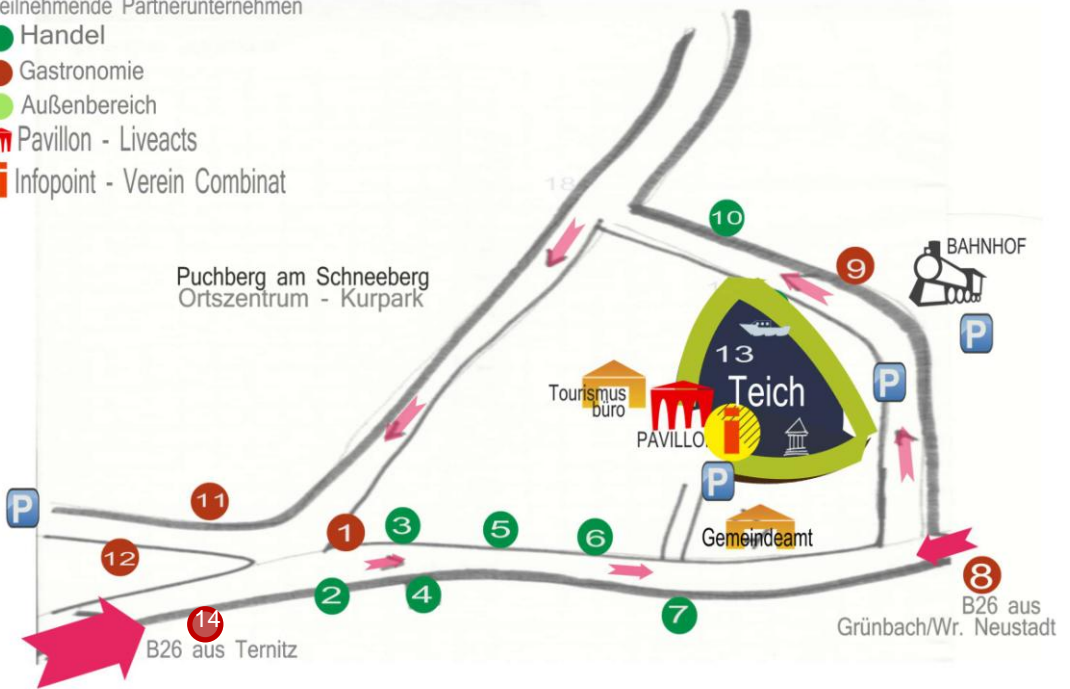 eilnehmende Partnerunternehmen
Handel
Gastronomie
Außenbereich
Pavillon - Liveacts
Infopoint - Verein Combinat
18
10
Puchberg am Schneeberg
Ortszentrum - Kurpark
9
BAHNHOF
P
13
Teich
P
Tourismus
büro
PAVILLO
i
P
Gemeindeamt
P
11
12
1
3
5
6
2
4
7
8
14
B26 aus Ternitz
B26 aus
Grünbach/Wr. Neustadt